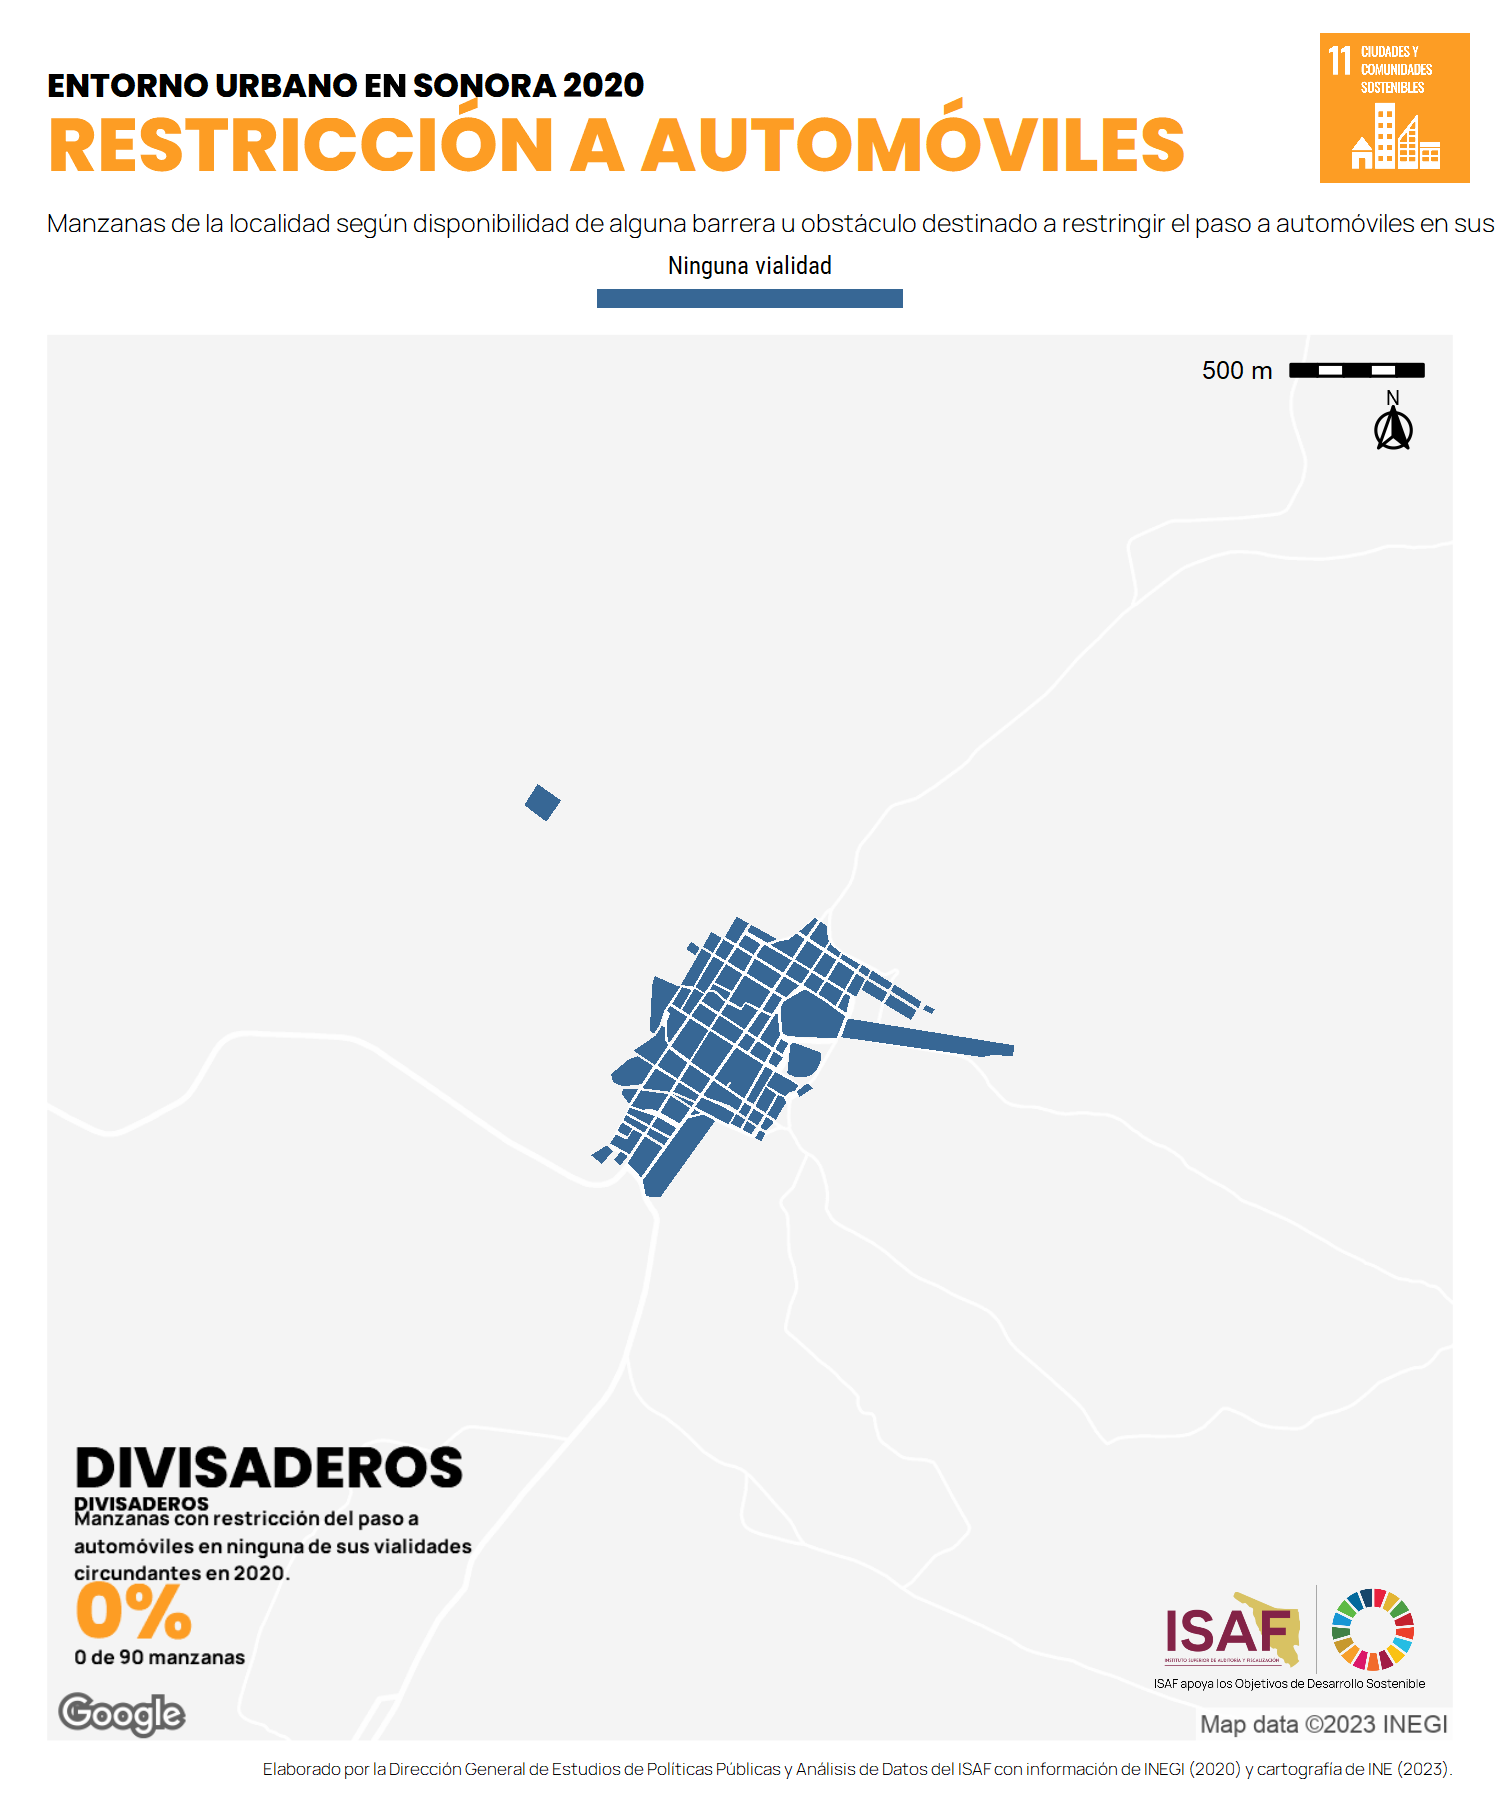 ENTORNO URBANO EN SONORA 2020
RESTRICCIÓN A AUTOMÓVILES
11 CIUDADES Y
COMUNIDADES
SOSTENIBLES
Manzanas de la localidad según disponibilidad de alguna barrera u obstáculo destinado a restringir el paso a automóviles en sus
Ninguna vialidad
500 m
N
DIVISADEROS
DIVISADEROS
Manzanas con restricción del paso a
automóviles en ninguna de sus vialidades
circundantes en 2020.
0%
0 de 90 manzanas
ISAF
INSTITUTO SUPERIOR DE AUDITORÍA Y FISCALIZACIÓN
ISAF apoya los Objetivos de Desarrollo Sostenible
Google
Map data ©2023 INEGI
Elaborado por la Dirección General de Estudios de Políticas Públicas y Análisis de Datos del ISAF con información de INEGI (2020) y cartografía de INE (2023).